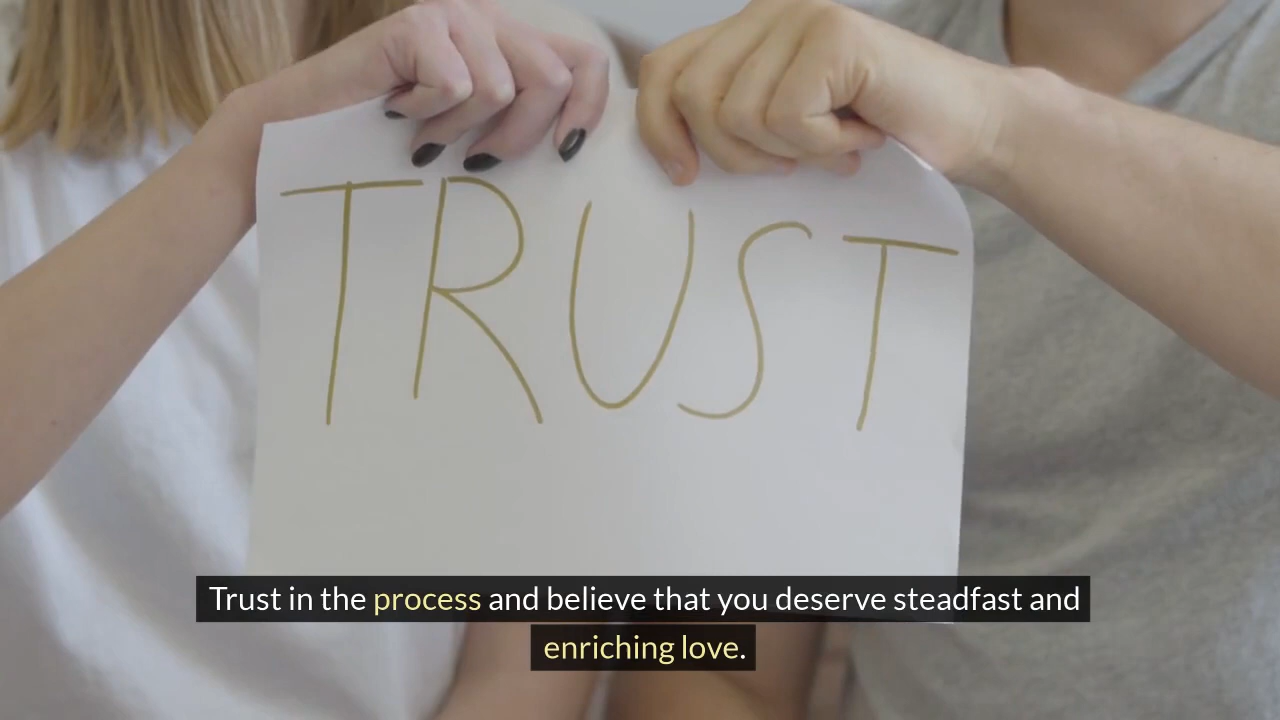 TRUST
Trust in the process and believe that you deserve steadfast and
enriching love.